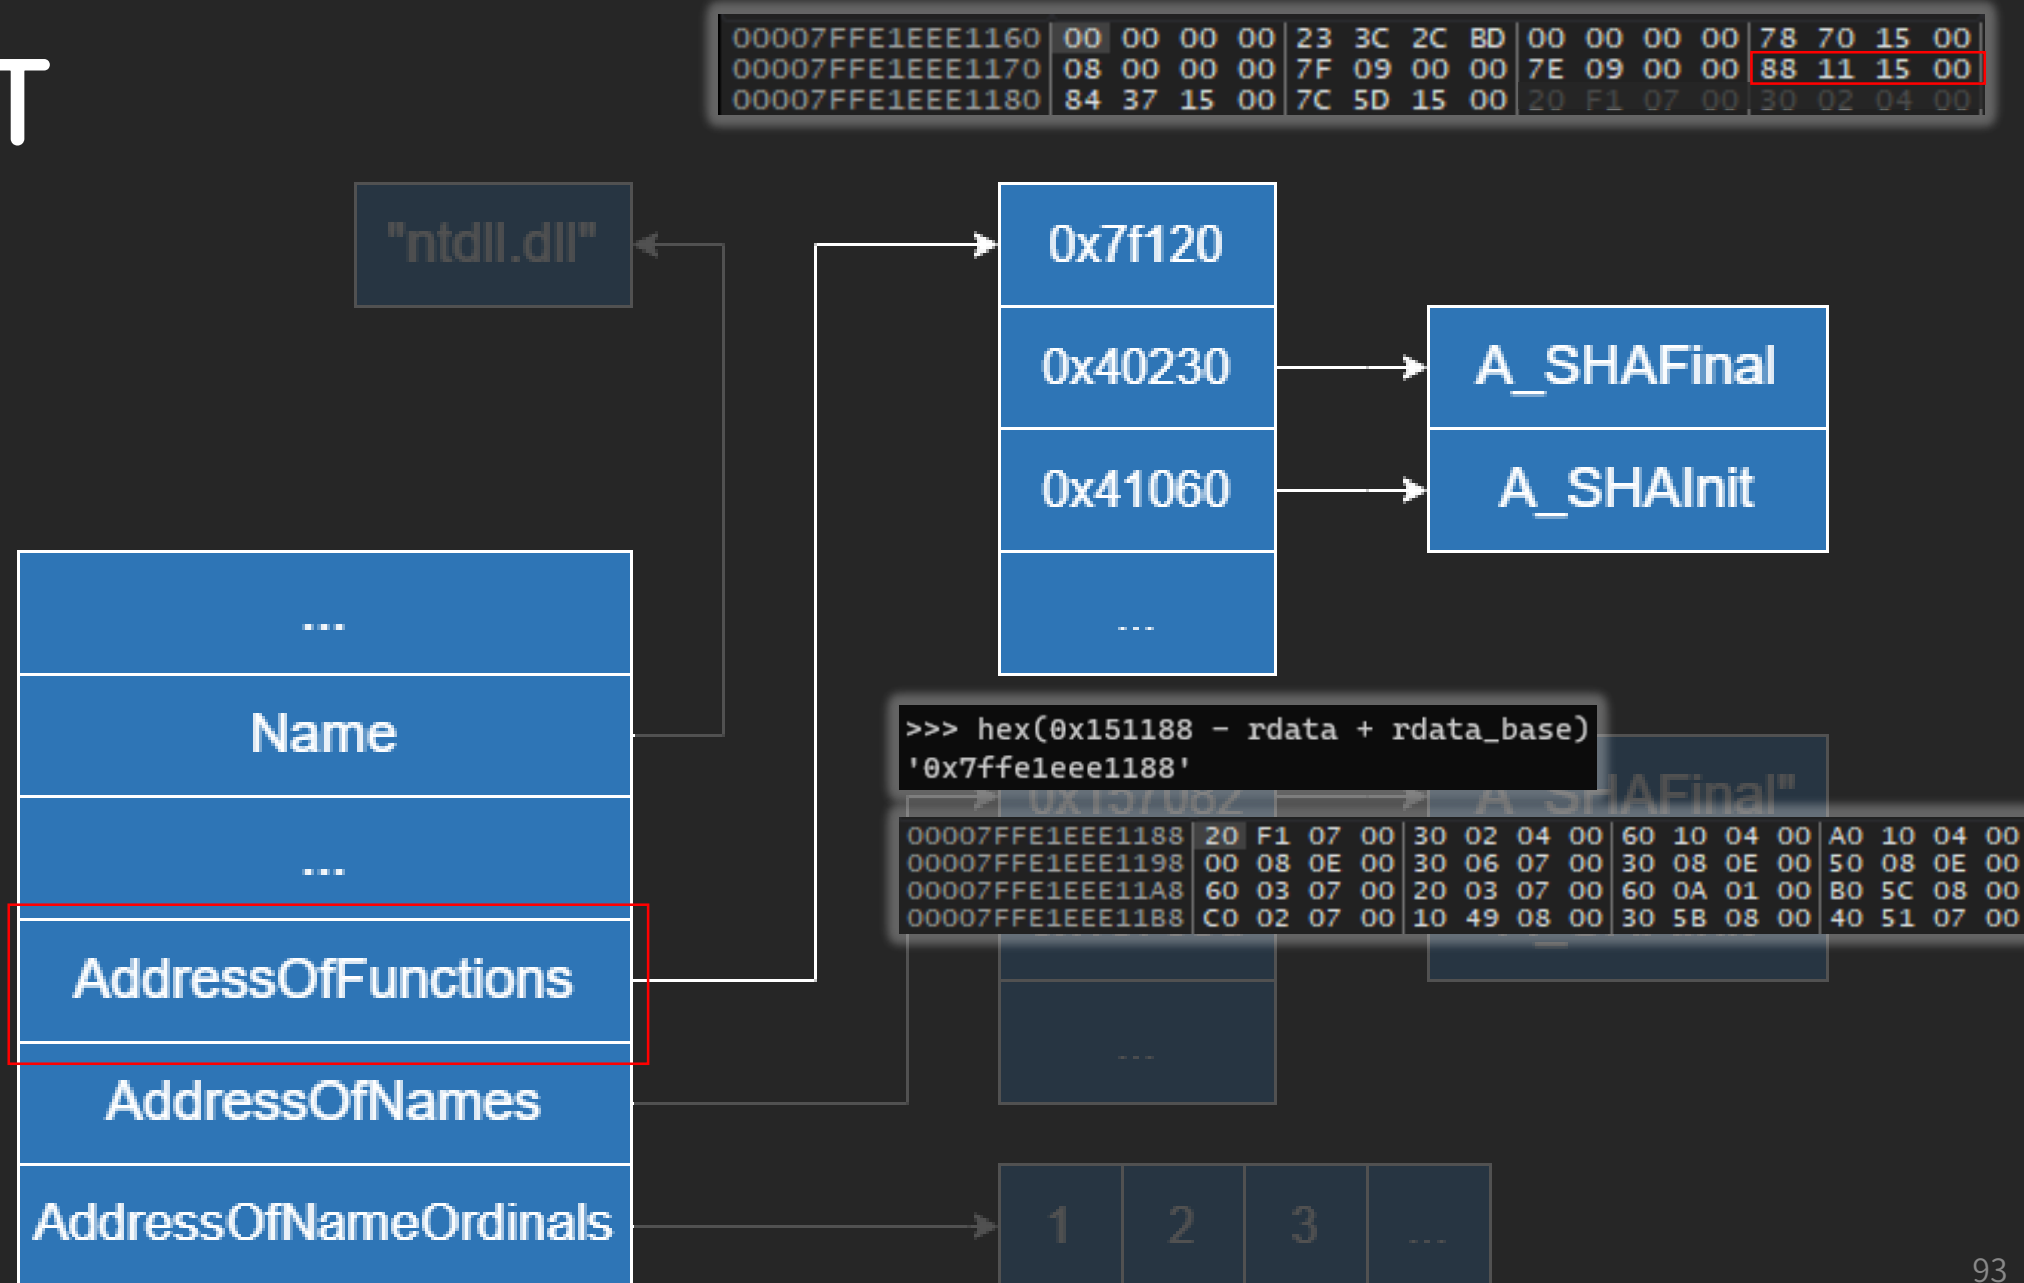 T
00007FFE1EEE1160 00 00 00 00 23 3C 2C BD 00 00 00 00 78 70 15 00
00007FFE1EEE1170 08 00 00 00 7F 09 00 00 7E 09 00 00 88 11 15 00
00007FFE1EEE1180 84 37 15 00 7C 5D 15 00 20 F1 07 00 30 02 04 00
"ntdll.dll"
0x7f120
0x40230
A_SHAFinal
0x41060
A_SHAInit
...
...
Name
...
AddressOfFunctions
AddressOfNames
AddressOfNameOrdinals
>>> hex(0x151188 - rdata + rdata_base)
'0x7ffe1eee1188'
0x157082
A_SHAFinal"
00007FFE1EEE1188 20 F1 07 00 30 02 04 00 60 10 04 00 A0 10 04 00
00007FFE1EEE1198 00 08 0E 00 30 06 07 00 30 08 0E 00 50 08 0E 00
00007FFE1EEE11A8 60 03 07 00 20 03 07 00 60 0A 01 00 B0 5C 08 00
00007FFE1EEE11B8 C0 02 07 00 10 49 08 00 30 5B 08 00 40 51 07 00
...
1 2 3 ...
93